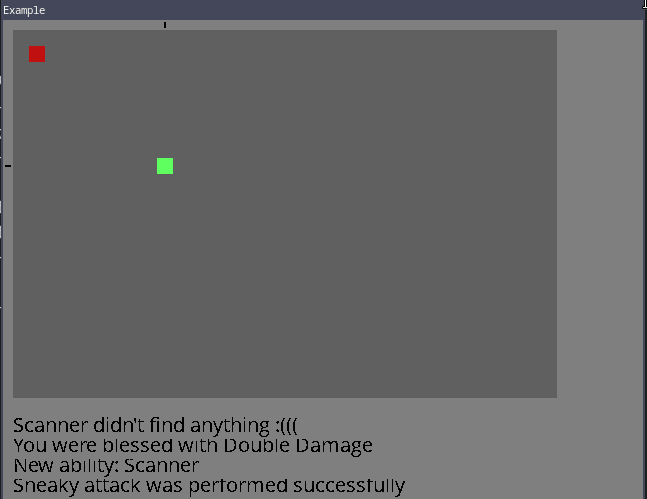 Example
Scanner didn't find anything :(((
You were blessed with Double Damage
New ability: Scanner
Sneaky attack was performed successfully